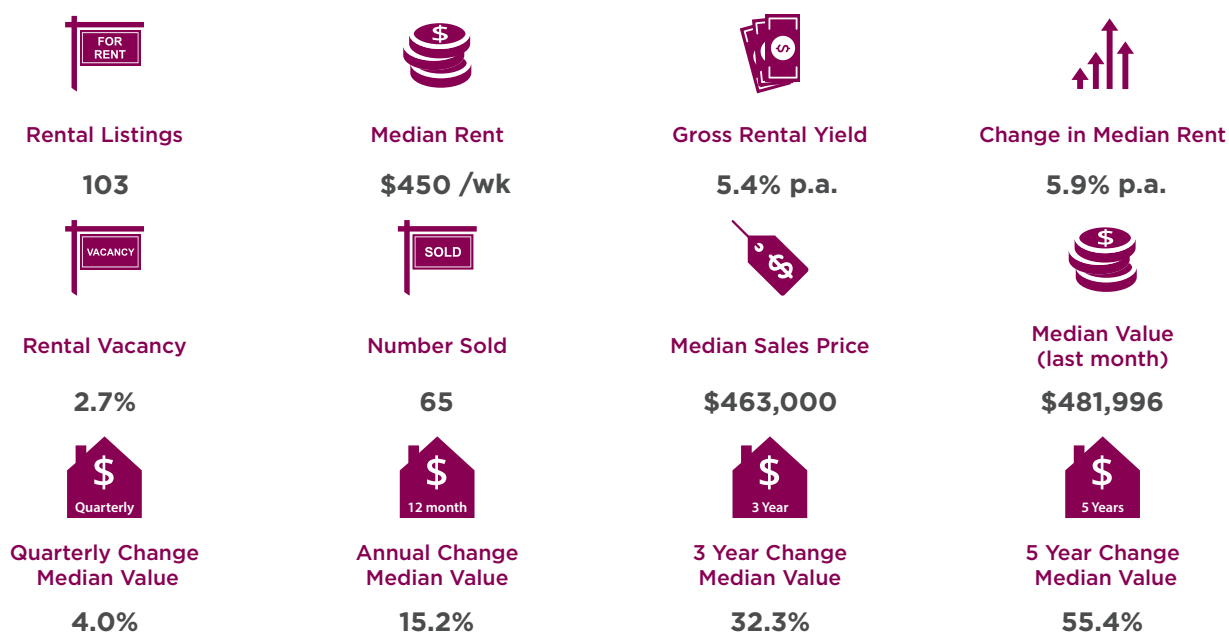 FOR
RENT
$
$
Rental Listings
Median Rent
Gross Rental Yield
Change in Median Rent
103
$450 /wk
5.4% p.a.
5.9% p.a.
VACANCY
SOLD
$
$
Rental Vacancy
Number Sold
Median Sales Price
Median Value
(last month)
2.7%
65
$463,000
$481,996
$
Quarterly
$
12 month
$
3 Year
$
5 Years
Quarterly Change
Median Value
Annual Change
Median Value
3 Year Change
Median Value
5 Year Change
Median Value
4.0%
15.2%
32.3%
55.4%